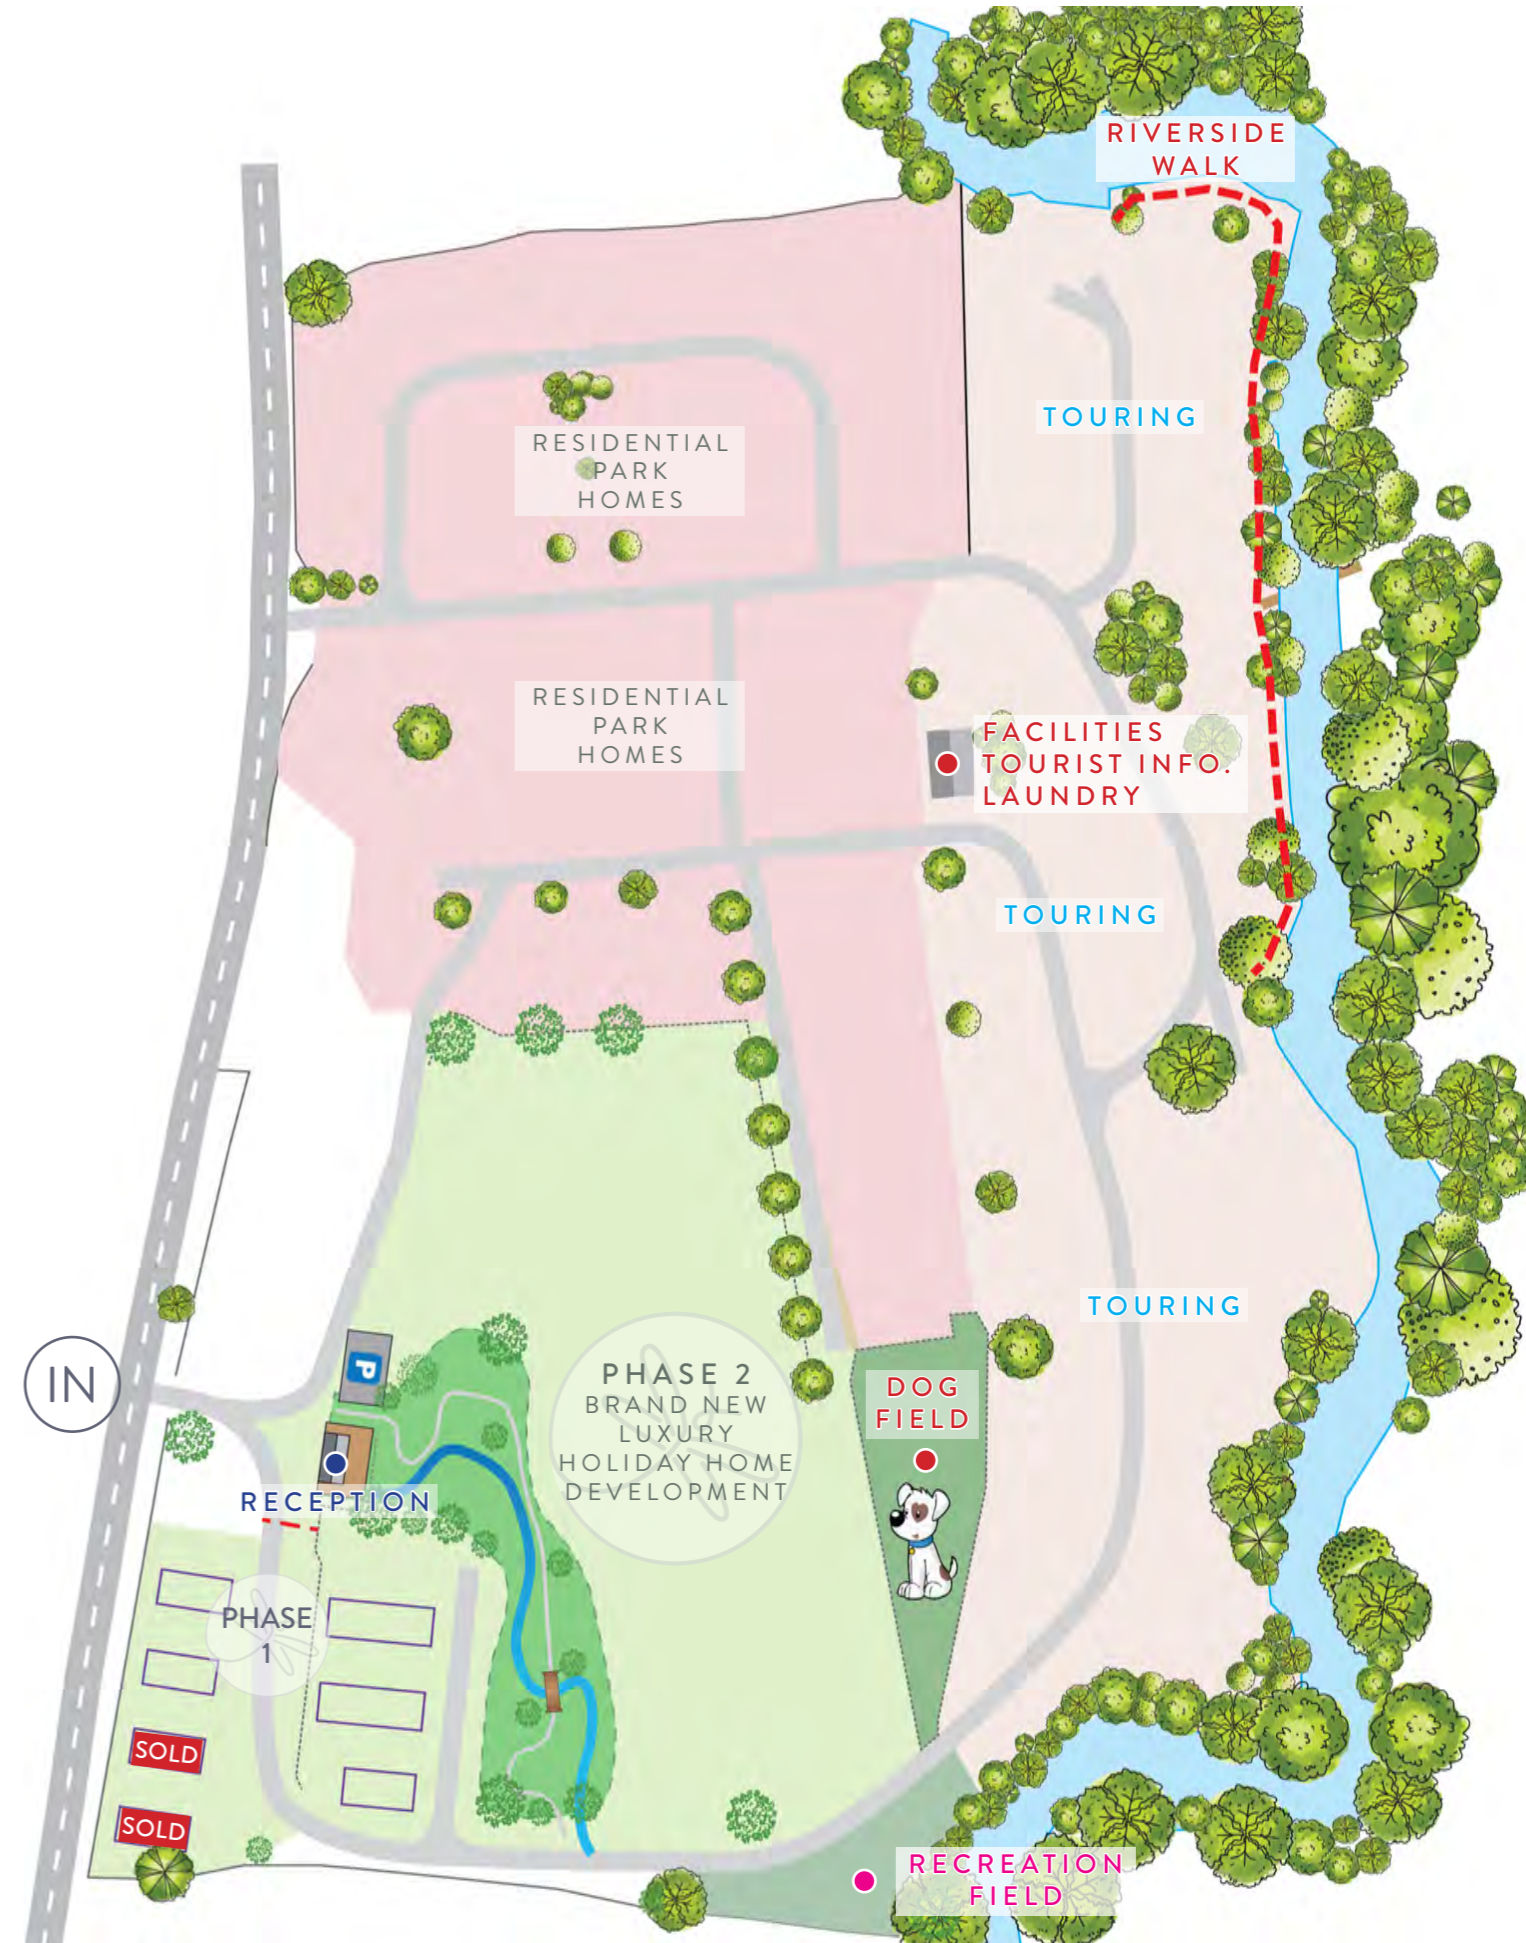 RIVERSIDE
WALK
TOURING
RESIDENTIAL
PARK
HOMES
RESIDENTIAL
PARK
HOMES
FACILITIES
TOURIST INFO.
LAUNDRY
TOURING
TOURING
IN
P
PHASE 2
BRAND NEW
LUXURY
HOLIDAY HOME
DEVELOPMENT
DOG
FIELD
RECEPTION
PHASE
1
SOLD
SOLD
RECREATION
FIELD